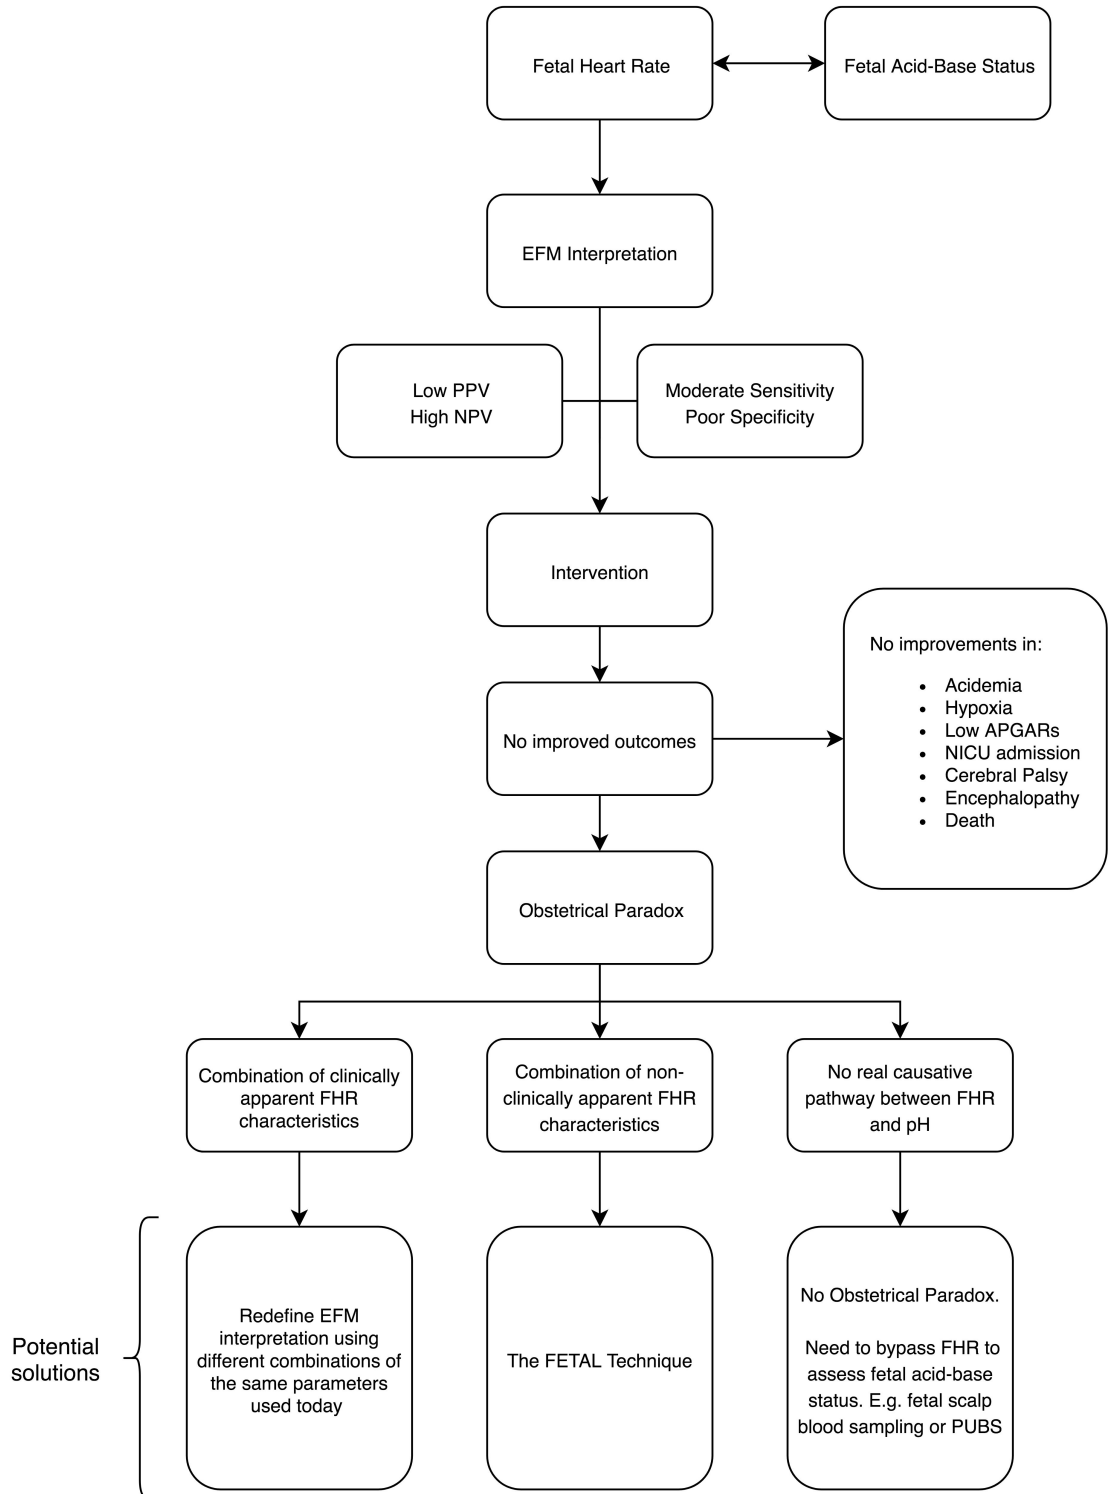 Fetal Heart Rate
Fetal Acid-Base Status
EFM Interpretation
Low PPV
High NPV
Moderate Sensitivity
Poor Specificity
Intervention
No improved outcomes
No improvements in:
• Acidemia
• Hypoxia
• Low APGARs
• NICU admission
• Cerebral Palsy
• Encephalopathy
• Death
Obstetrical Paradox
Combination of clinically
apparent FHR
characteristics
Combination of non-
clinically apparent FHR
characteristics
No real causative
pathway between FHR
and pH
Potential
solutions
Redefine EFM
interpretation using
different combinations of
the same parameters
used today
The FETAL Technique
No Obstetrical Paradox.
Need to bypass FHR to
assess fetal acid-base
status. E.g. fetal scalp
blood sampling or PUBS